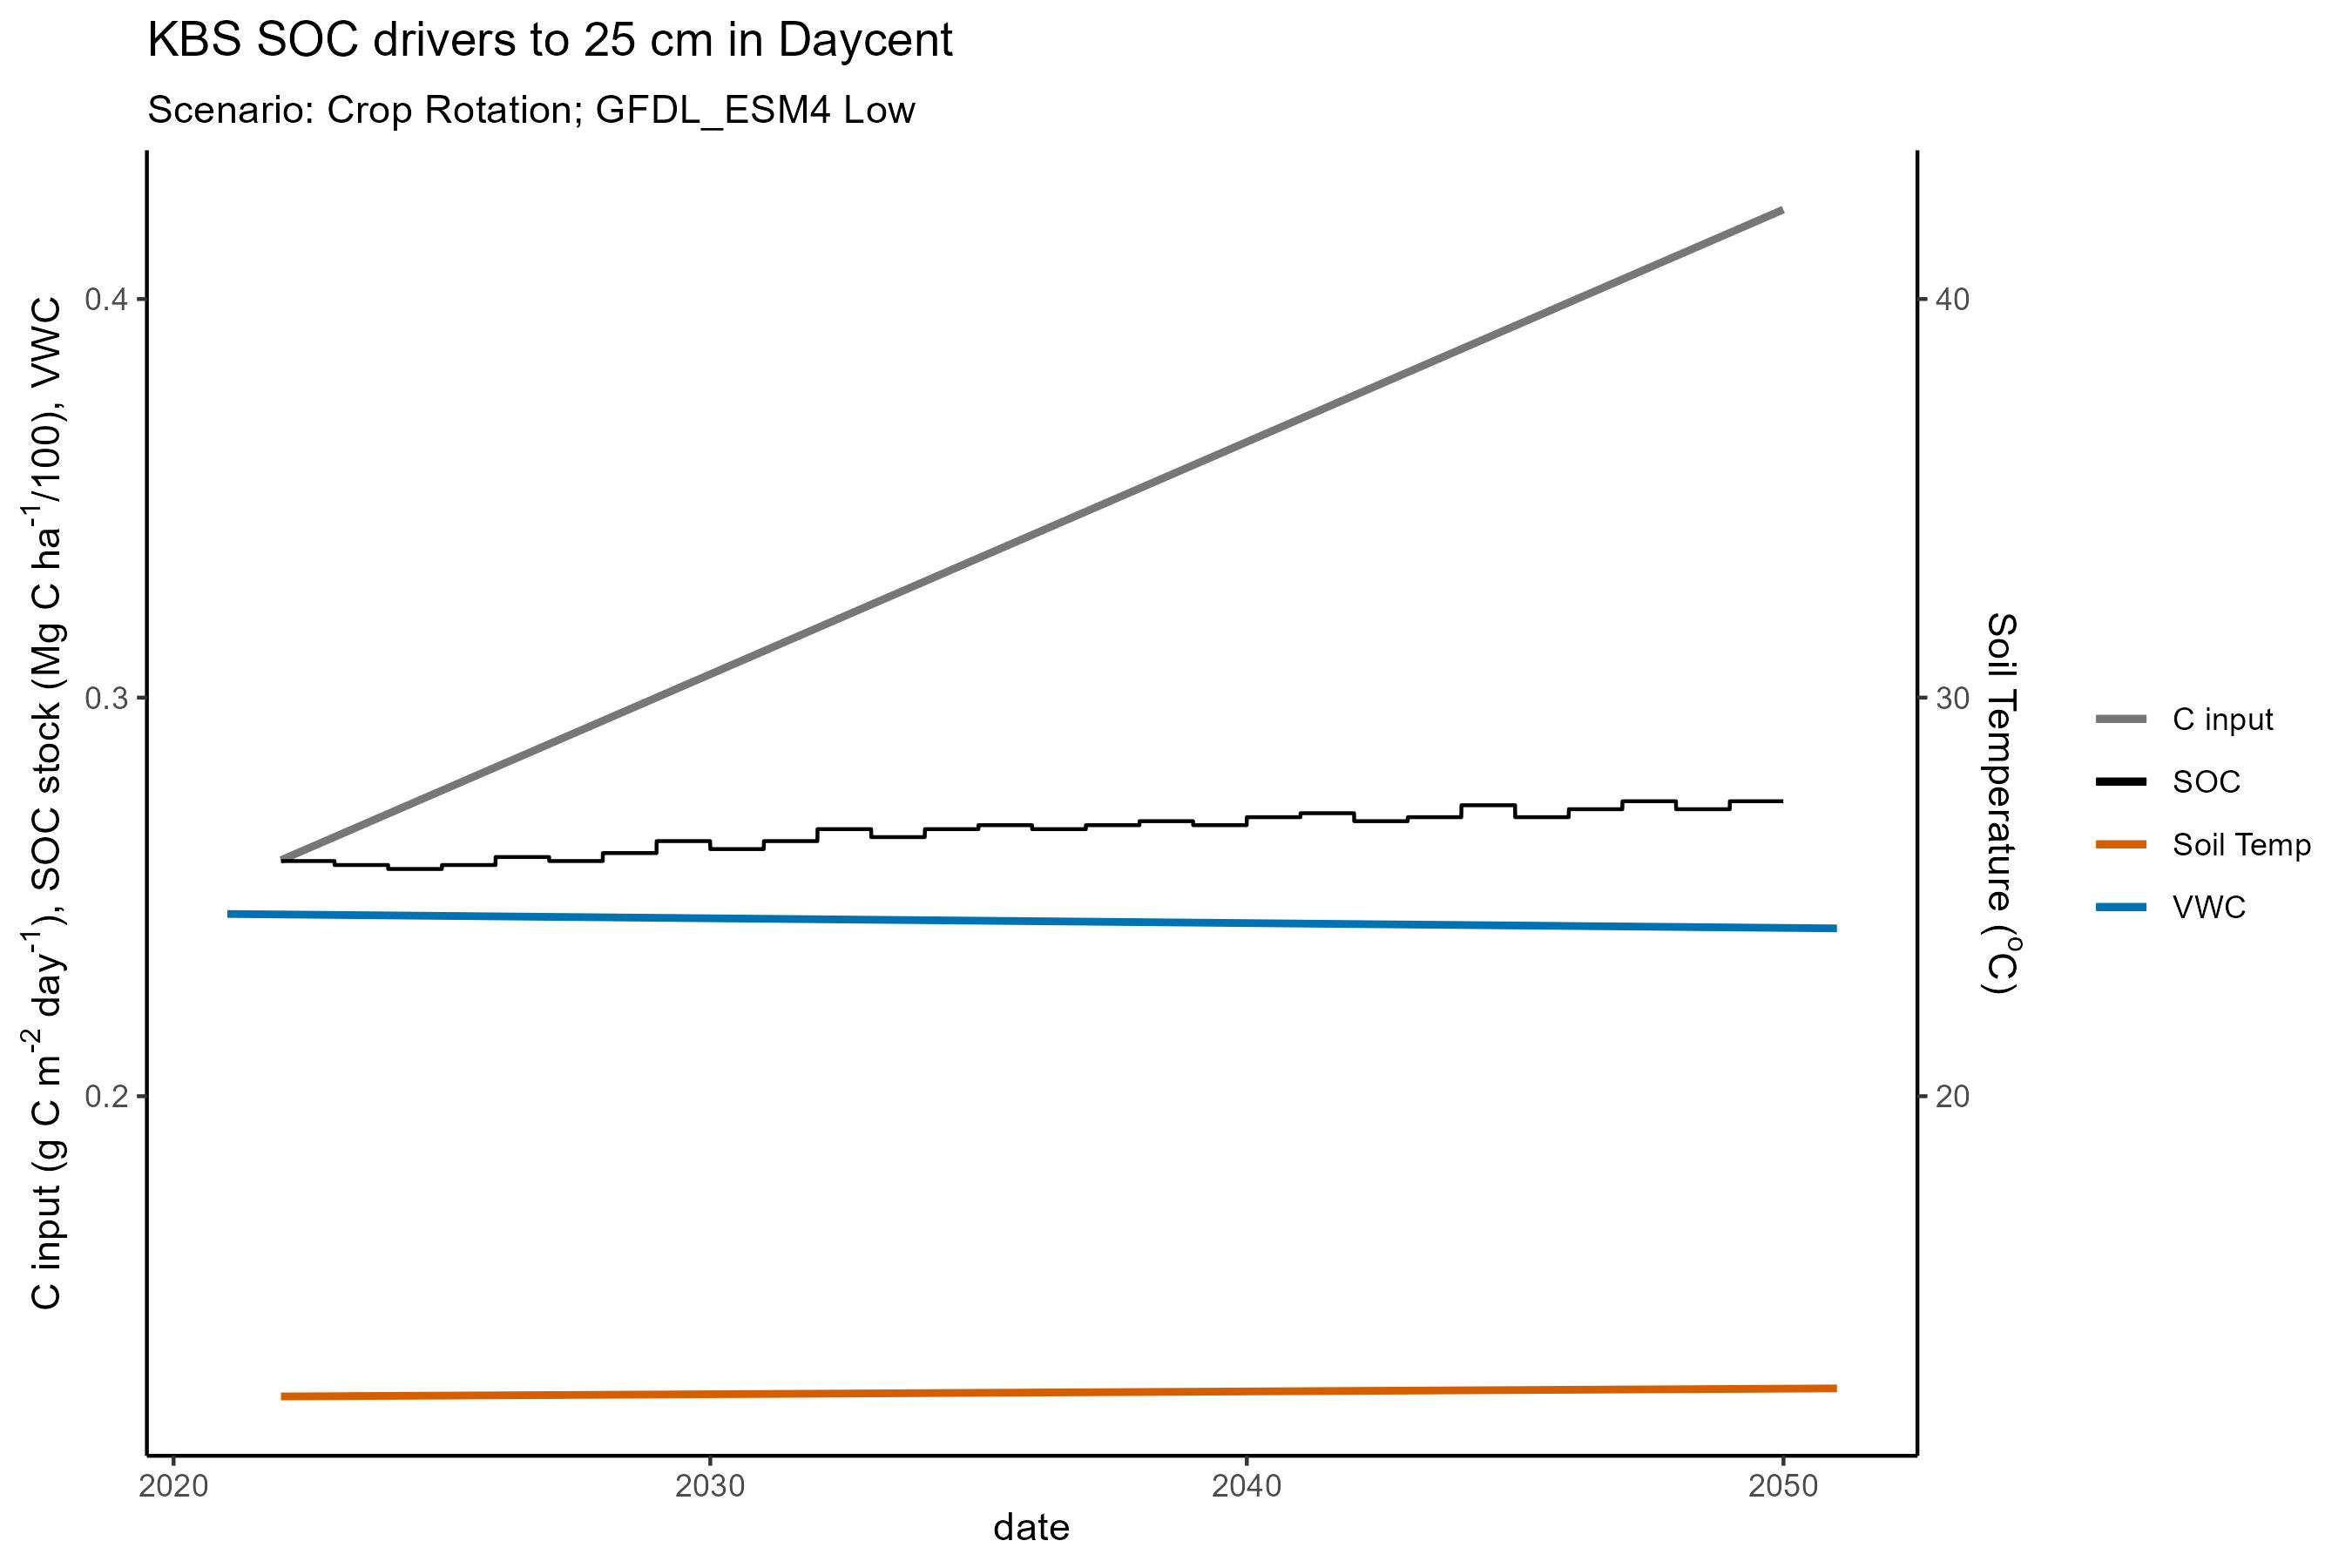 KBS SOC drivers to 25 cm in Daycent
Scenario: Crop Rotation; GFDL_ESM4 Low
C input (g C m⁻² day⁻¹), SOC stock (Mg C ha⁻¹/100), VWC
0.4
0.3
0.2
2020
2030
2040
2050
date
40
30
20
Soil Temperature (°C)
C input
SOC
Soil Temp
VWC